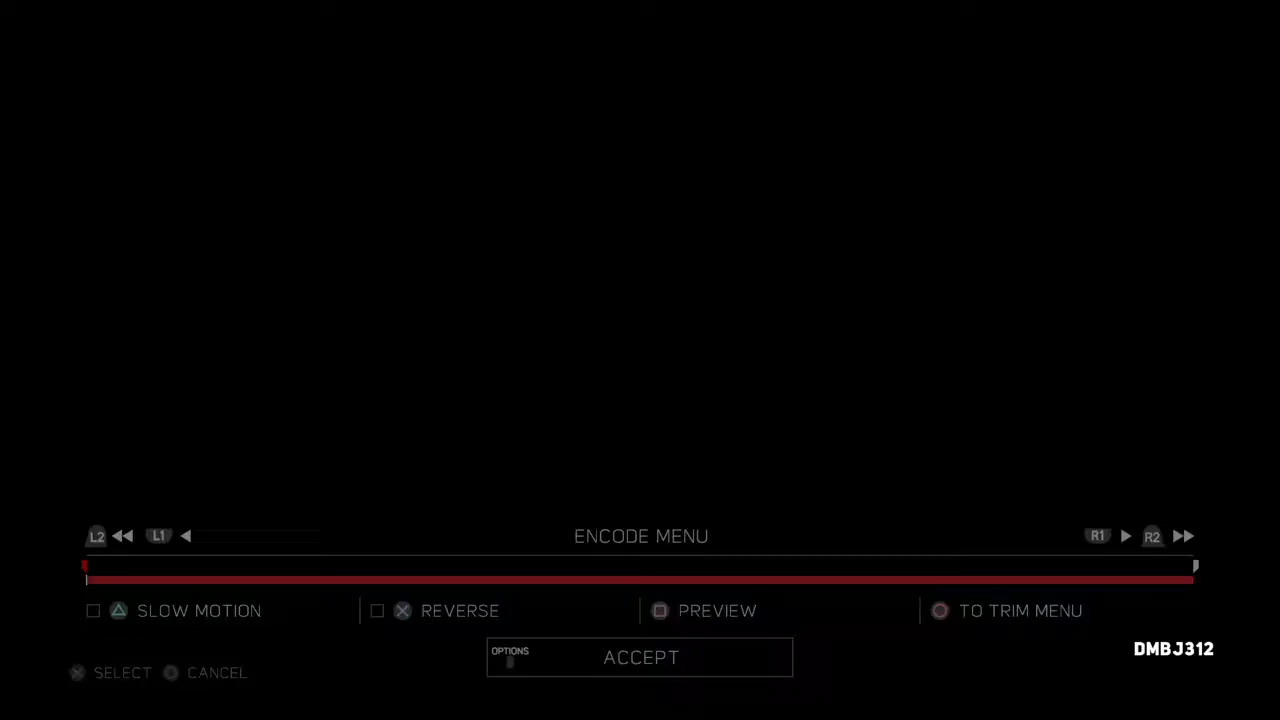 L2 L1 ENCODE MENU R1 R2
SLOW MOTION REVERSE PREVIEW TO TRIM MENU
OPTIONS ACCEPT DMBJ312
SELECT CANCEL